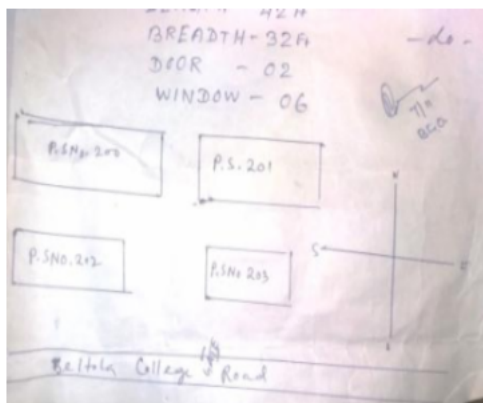 BREADTH - 32 Ft
- do -
DOOR - 02
WINDOW - 06
P.S No. 200
P.S. 201
S
P.S NO. 202
P.S No 203
Beltola College Road